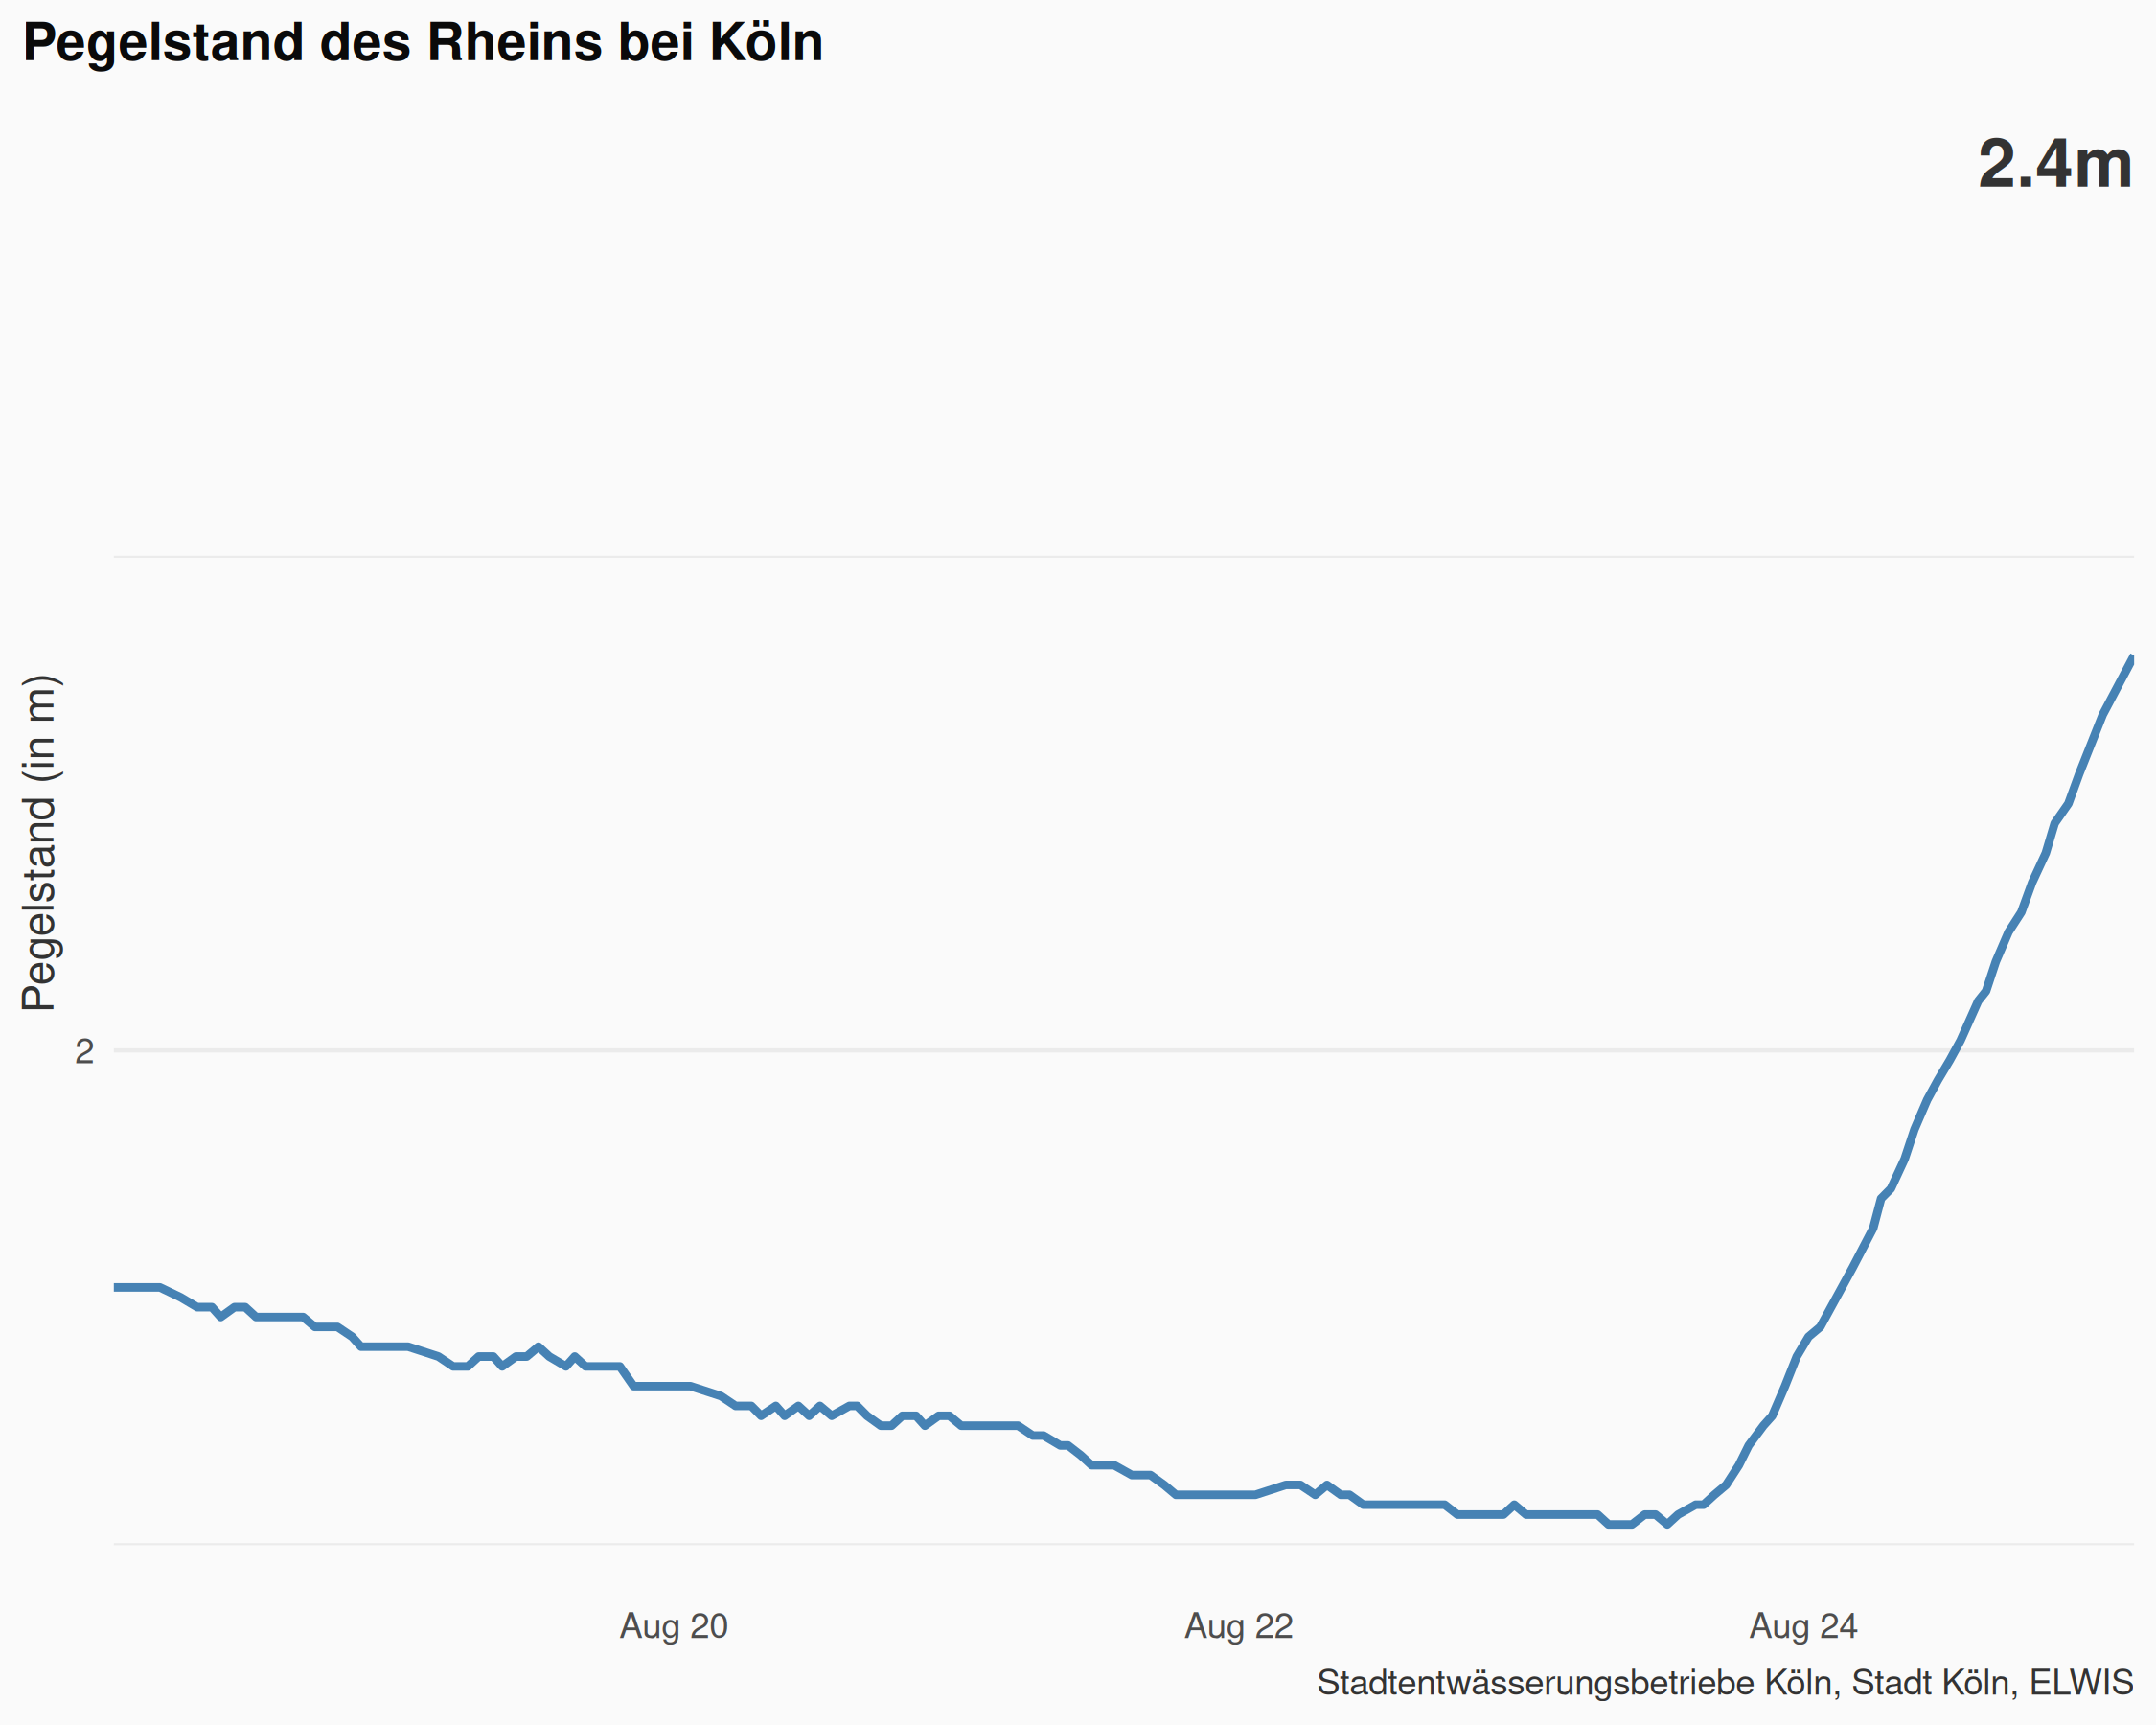 Pegelstand des Rheins bei Köln
2.4m
Pegelstand (in m)
2
Aug 20
Aug 22
Aug 24
Stadtentwässerungsbetriebe Köln, Stadt Köln, ELWIS